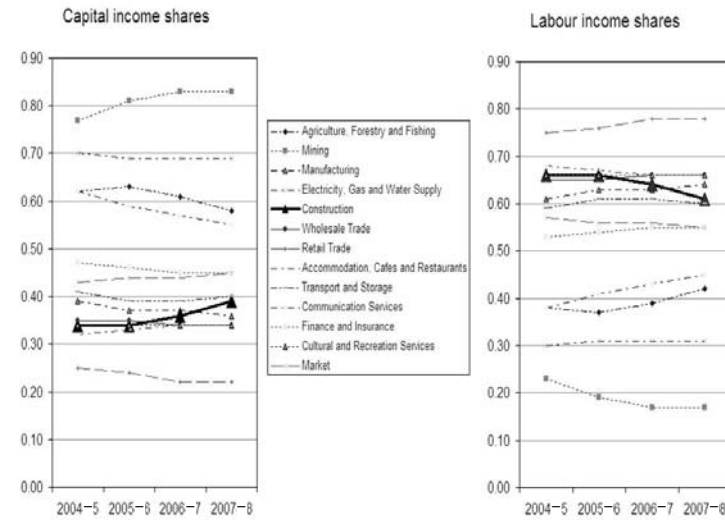 Capital income shares
0.90
0.80
0.70
0.60
0.50
0.40
0.30
0.20
0.10
0.00
2004-5 2005-6 2006-7 2007-8
Agriculture, Forestry and Fishing
Mining
Manufacturing
Electricity, Gas and Water Supply
Construction
Wholesale Trade
Retail Trade
Accommodation, Cafes and Restaurants
Transport and Storage
Communication Services
Finance and Insurance
Cultural and Recreation Services
Market
Labour income shares
0.90
0.80
0.70
0.60
0.50
0.40
0.30
0.20
0.10
0.00
2004-5 2005-6 2006-7 2007-8